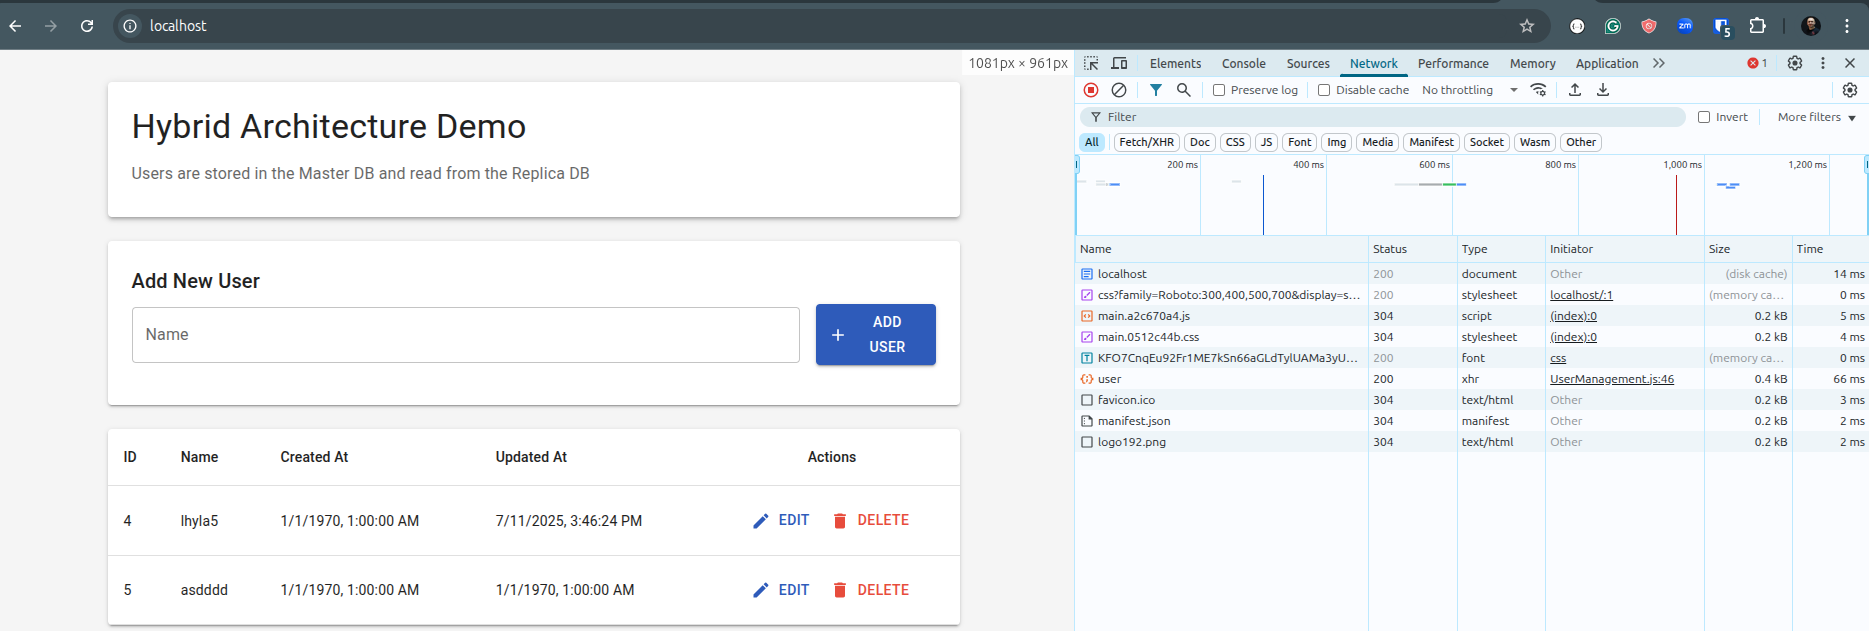 localhost
5
1081px × 961px
Hybrid Architecture Demo
Users are stored in the Master DB and read from the Replica DB
Add New User
Name
ADD
USER
ID Name Created At Updated At Actions
4 lhyla5 1/1/1970, 1:00:00 AM 7/11/2025, 3:46:24 PM EDIT DELETE
5 asdddd 1/1/1970, 1:00:00 AM 1/1/1970, 1:00:00 AM EDIT DELETE
Elements Console Sources Network Performance Memory Application 1
Preserve log Disable cache No throttling
Filter Invert More filters
All Fetch/XHR Doc CSS JS Font Img Media Manifest Socket Wasm Other
200 ms 400 ms 600 ms 800 ms 1,000 ms 1,200 ms
Name Status Type Initiator Size Time
localhost 200 document Other (disk cache) 14 ms
css?family=Roboto:300,400,500,700&display=s... 200 stylesheet localhost/:1 (memory ca... 0 ms
main.a2c670a4.js 304 script (index):0 0.2 kB 5 ms
main.0512c44b.css 304 stylesheet (index):0 0.2 kB 4 ms
KFO7CnqEu92Fr1ME7kSn66aGLdTylUAMa3yU... 200 font css (memory ca... 0 ms
user 200 xhr UserManagement.js:46 0.4 kB 66 ms
favicon.ico 304 text/html Other 0.2 kB 3 ms
manifest.json 304 manifest Other 0.2 kB 2 ms
logo192.png 304 text/html Other 0.2 kB 2 ms